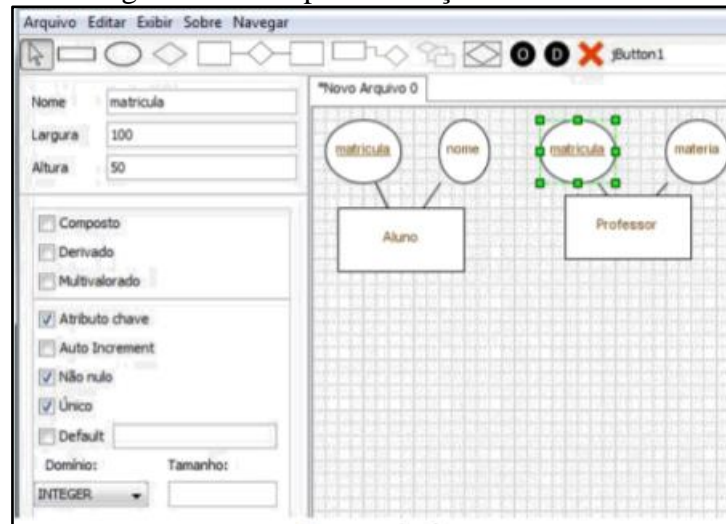 Arquivo Editar Exibir Sobre Navegar
O D jButton1
Nome matricula
Largura 100
Altura 50
Composto
Derivado
Multivalorado
Atributo chave
Auto Increment
Não nulo
Único
Default
Domínio: Tamanho:
INTEGER
*Novo Arquivo 0
matricula nome matricula materia
Aluno Professor